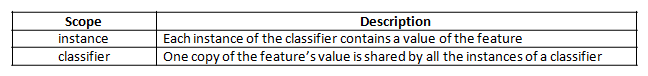 Scope Description
instance Each instance of the classifier contains a value of the feature
classifier One copy of the feature's value is shared by all the instances of a classifier